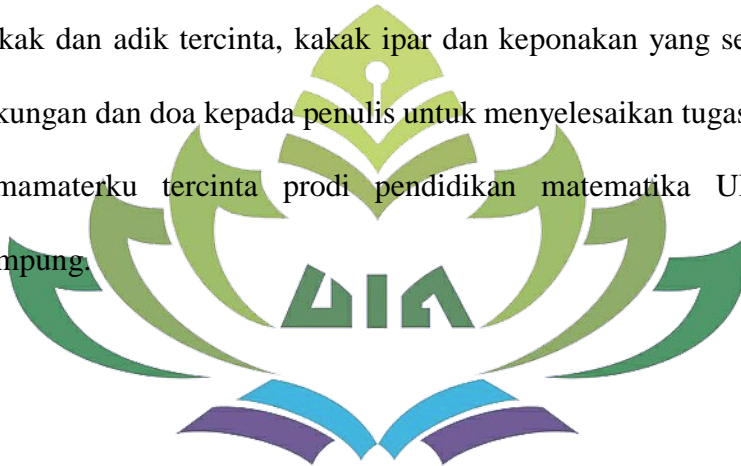 kak dan adik tercinta, kakak ipar dan keponakan yang se
kungan dan doa kepada penulis untuk menyelesaikan tugas
mamaterku tercinta prodi pendidikan matematika UI
mpung.
UIN